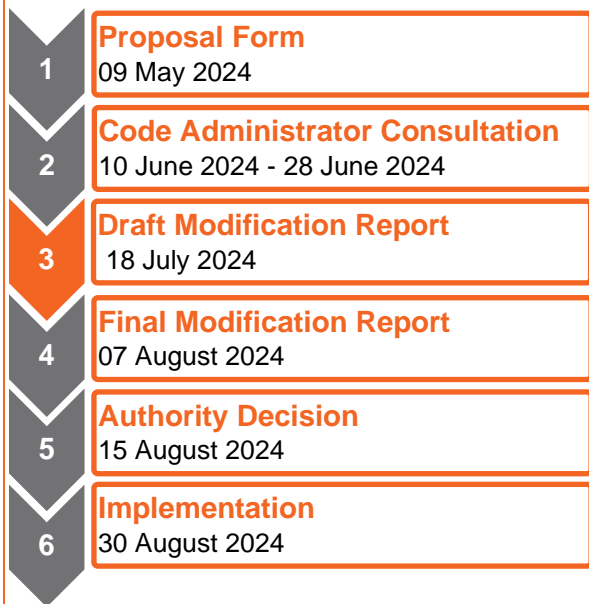 1
Proposal Form
09 May 2024
2
Code Administrator Consultation
10 June 2024 - 28 June 2024
3
Draft Modification Report
18 July 2024
4
Final Modification Report
07 August 2024
5
Authority Decision
15 August 2024
6
Implementation
30 August 2024